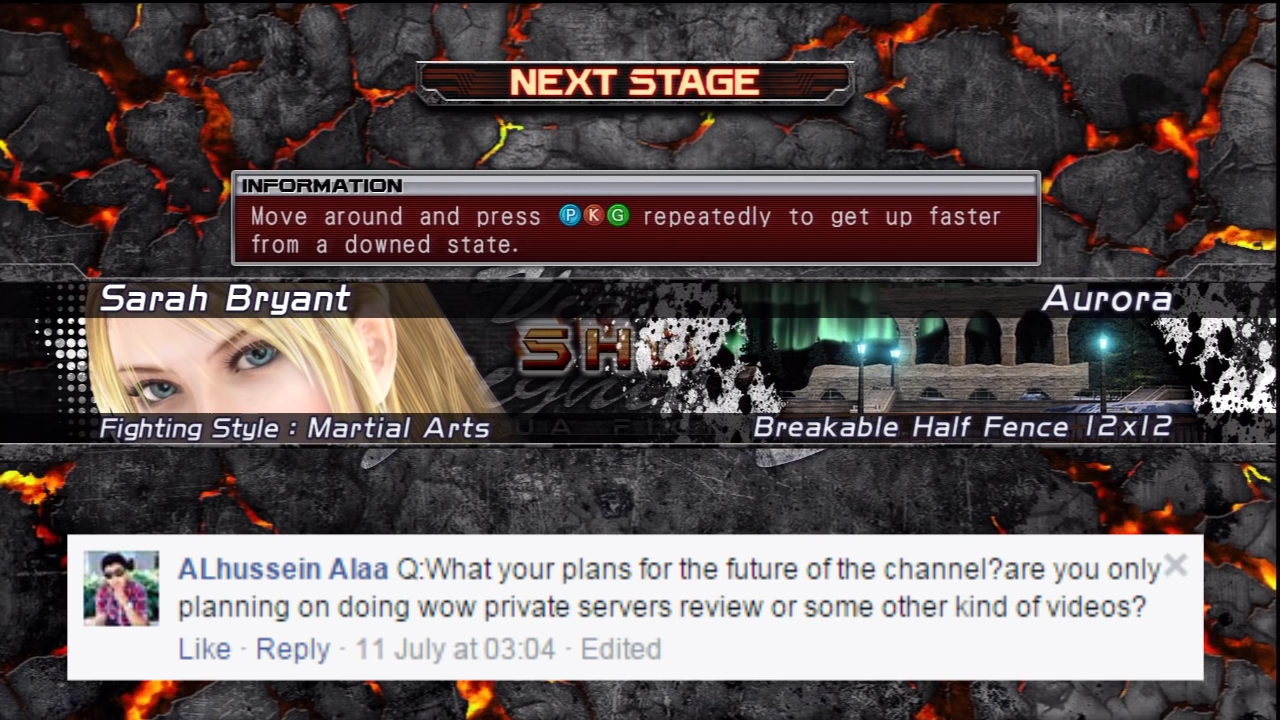 NEXT STAGE
INFORMATION
Move around and press P K G repeatedly to get up faster
from a downed state.
Sarah Bryant
Aurora
Fighting Style : Martial Arts
Breakable Half Fence 12x12
ALhussein Alaa Q:What your plans for the future of the channel?are you only
planning on doing wow private servers review or some other kind of videos?
Like · Reply · 11 July at 03:04 · Edited